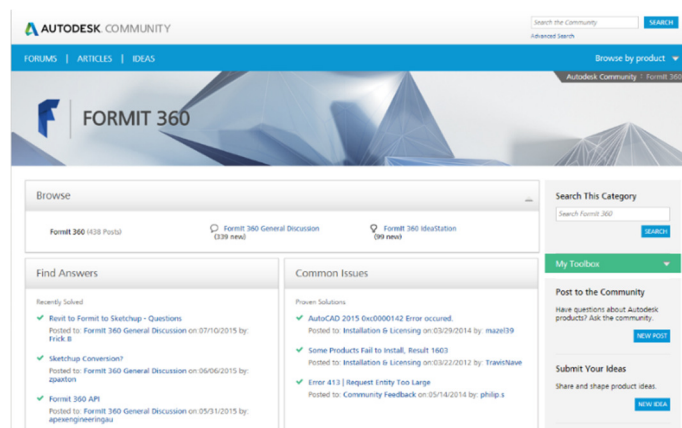 AUTODESK COMMUNITY
Search the Community
SEARCH
Advanced Search
FORUMS | ARTICLES | IDEAS
Browse by product
Autodesk Community > FormIt 360
FORMIT 360
Browse
FormIt 360 (438 Posts)
FormIt 360 General Discussion
(339 new)
FormIt 360 IdeaStation
(99 new)
Search This Category
Search FormIt 360
SEARCH
My Toolbox
Find Answers
Recently Solved
Revit to Formit to Sketchup - Questions
Posted to: FormIt 360 General Discussion on 07/10/2015 by:
Frick.B
Sketchup Conversion?
Posted to: FormIt 360 General Discussion on 06/06/2015 by:
zpaxton
FormIt 360 API
Posted to: FormIt 360 General Discussion on 05/31/2015 by:
apexengineeringau
Common Issues
Proven Solutions
AutoCAD 2015 0xc0000142 Error occured.
Posted to: Installation & Licensing on:03/29/2014 by: mazel39
Some Products Fail to Install, Result 1603
Posted to: Installation & Licensing on:03/22/2012 by: TravisNave
Error 413 | Request Entity Too Large
Posted to: Community Feedback on:05/14/2014 by: philip.s
Post to the Community
Have questions about Autodesk
products? Ask the community.
NEW POST
Submit Your Ideas
Share and shape product ideas.
NEW IDEA